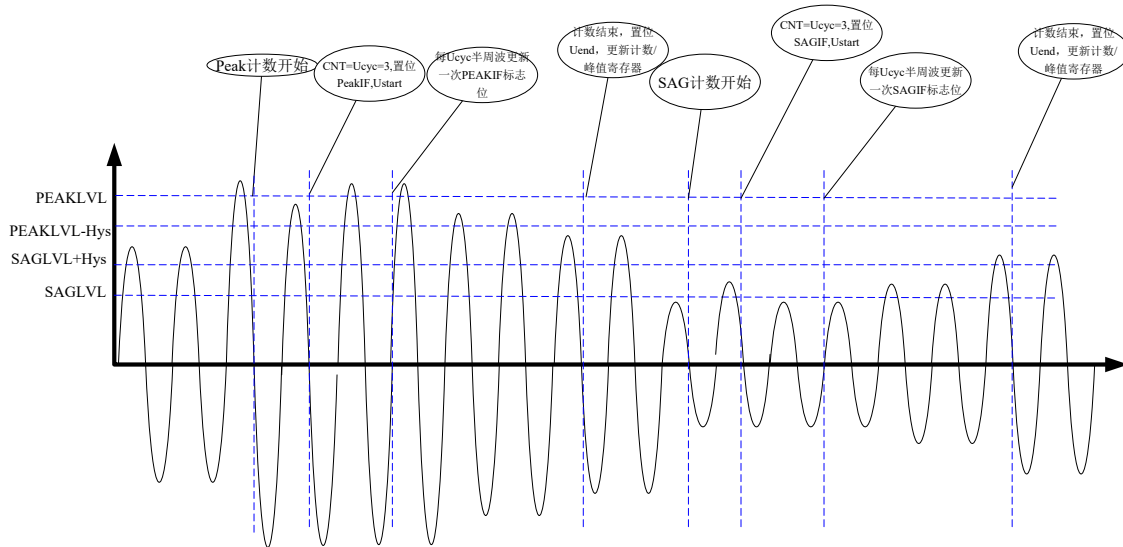 Peak计数开始
CNT=Ucyc=3,置位
PeakIF,Ustart
每Ucyc半周波更新
一次PEAKIF标志
位
计数结束，置位
Uend，更新计数/
峰值寄存器
SAG计数开始
CNT=Ucyc=3,置位
SAGIF,Ustart
每Ucyc半周波更新
一次SAGIF标志位
计数结束，置位
Uend，更新计数/
峰值寄存器
PEAKLVL
PEAKLVL-Hys
SAGLVL+Hys
SAGLVL